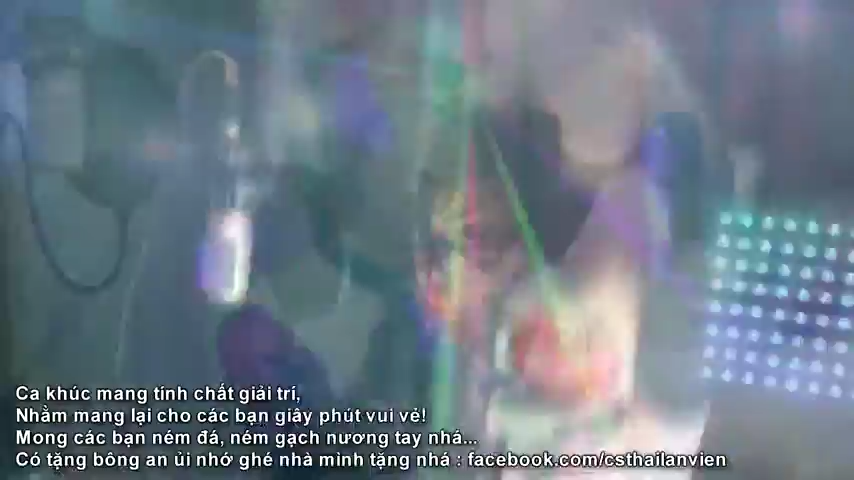 Ca khúc mang tính chất giải trí,
Nhằm mang lại cho các bạn giây phút vui vẻ!
Mong các bạn ném đá, ném gạch nương tay nhá...
Có tặng bông an ủi nhớ ghé nhà mình tặng nhá : facebook.com/csthailanvien